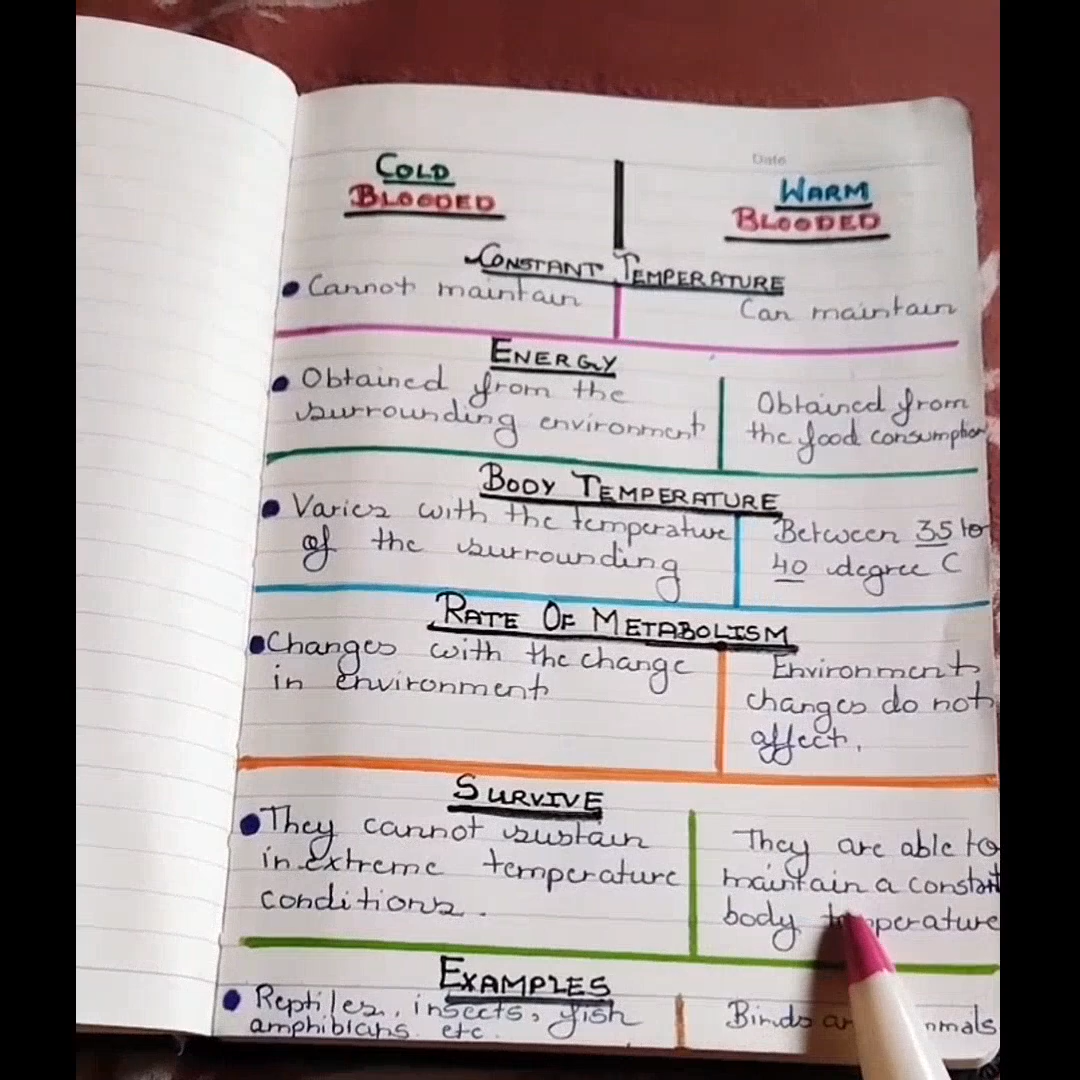 Date
COLD
BLOODED
WARM
BLOODED
CONSTANT TEMPERATURE
Cannot maintain
Can maintain
ENERGY
Obtained from the
surrounding environment
Obtained from
the food consumption
BODY TEMPERATURE
Varies with the temperature
of the surrounding
Between 35 to
40 degree C
RATE OF METABOLISM
Changes with the change
in environment
Environment
changes do not
affect.
SURVIVE
They cannot sustain
in extreme temperature
conditions.
They are able to
maintain a constant
body temperature
EXAMPLES
Reptiles, insects, fish
amphibians etc.
Birds